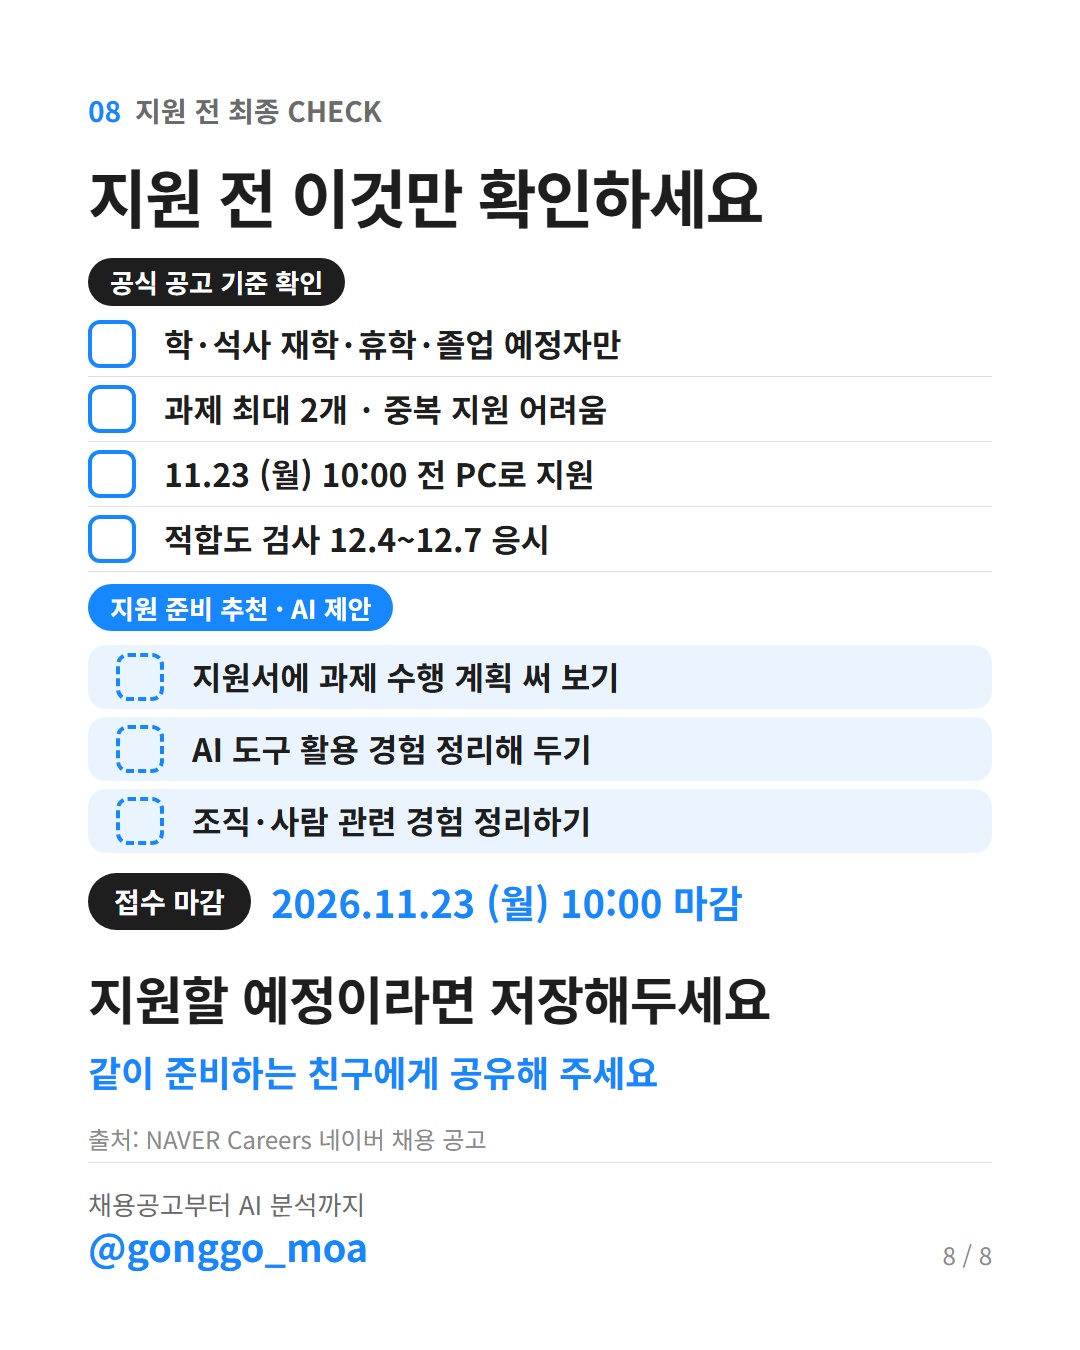 08 지원 전 최종 CHECK
지원 전 이것만 확인하세요
공식 공고 기준 확인
학·석사 재학·휴학·졸업 예정자만
과제 최대 2개 · 중복 지원 어려움
11.23 (월) 10:00 전 PC로 지원
적합도 검사 12.4~12.7 응시
지원 준비 추천 · AI 제안
지원서에 과제 수행 계획 써 보기
AI 도구 활용 경험 정리해 두기
조직·사람 관련 경험 정리하기
접수 마감 2026.11.23 (월) 10:00 마감
지원할 예정이라면 저장해두세요
같이 준비하는 친구에게 공유해 주세요
출처: NAVER Careers 네이버 채용 공고
채용공고부터 AI 분석까지
@gonggo_moa
8 / 8